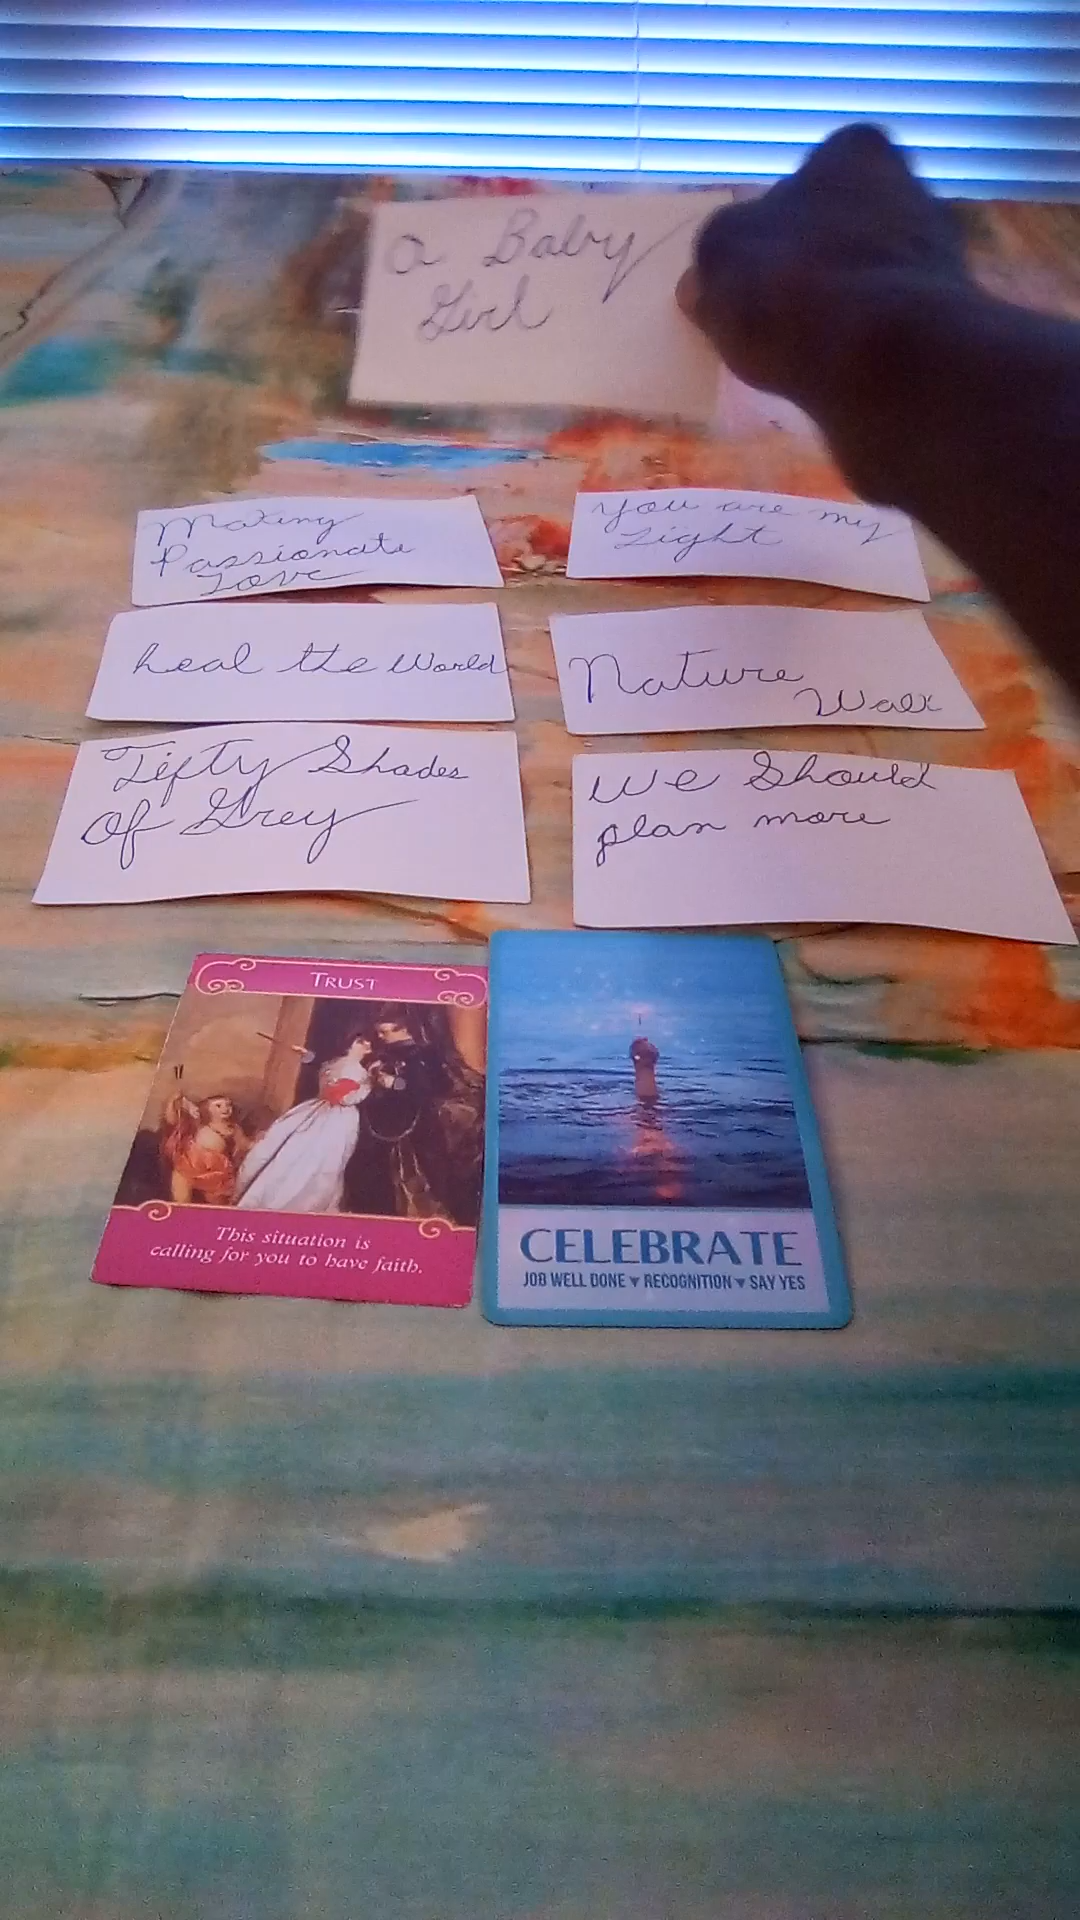 a Baby
Girl
Making
Passionate
Love
You are my
Light
heal the World
Nature
Walk
Fifty Shades
Of Grey
We Should
plan more
TRUST
This situation is
calling for you to have faith.
CELEBRATE
JOB WELL DONE ▾ RECOGNITION ▾ SAY YES